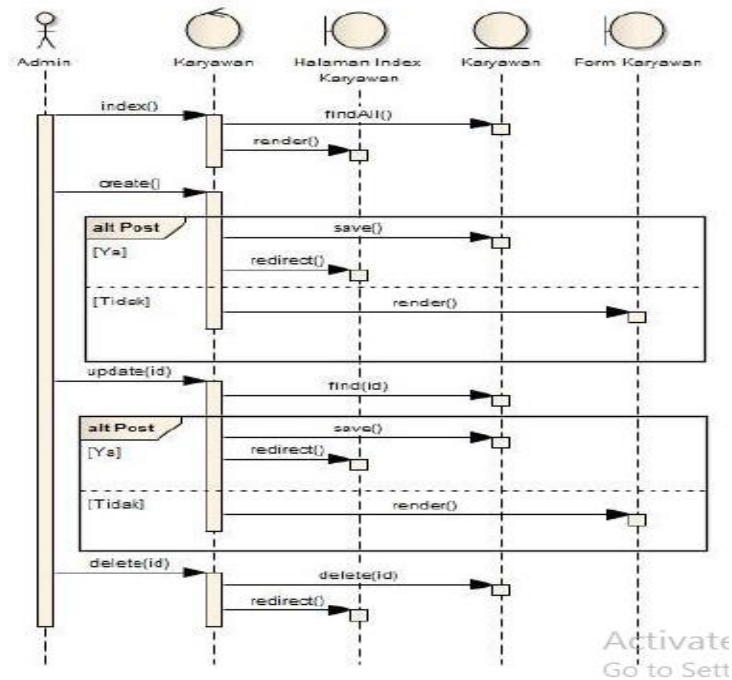 Admin
Karyawan
Halaman Index
Karyawan
Karyawan
Form Karyawan
index()
findAll()
render()
create()
alt Post
save()
[Ya]
redirect()
[Tidak]
render()
update(id)
find(id)
alt Post
save()
[Ya]
redirect()
[Tidak]
render()
delete(id)
delete(id)
redirect()
Activate
Go to Sett